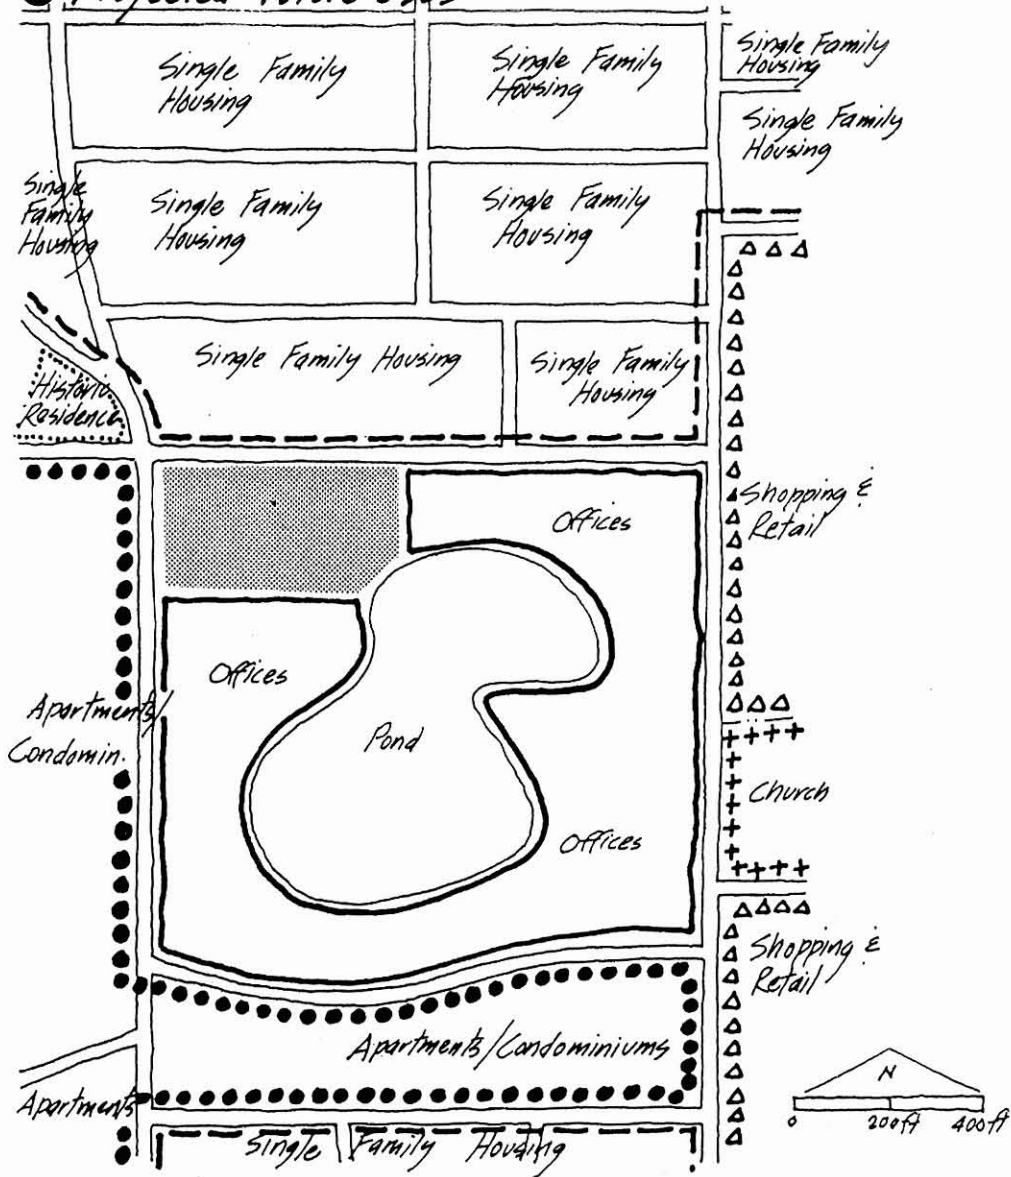 Projected Future Uses
Single Family
Housing
Single Family
Housing
Single Family
Housing
Single Family
Housing
Single
Family
Housing
Single Family
Housing
Single Family
Housing
Single Family Housing
Single Family
Housing
Historic
Residence
Offices
Shopping &
Retail
Offices
Apartments/
Condomin.
Pond
Church
Offices
Shopping &
Retail
Apartments/Condominiums
Apartments
Single Family Housing
N
0 200ft 400ft